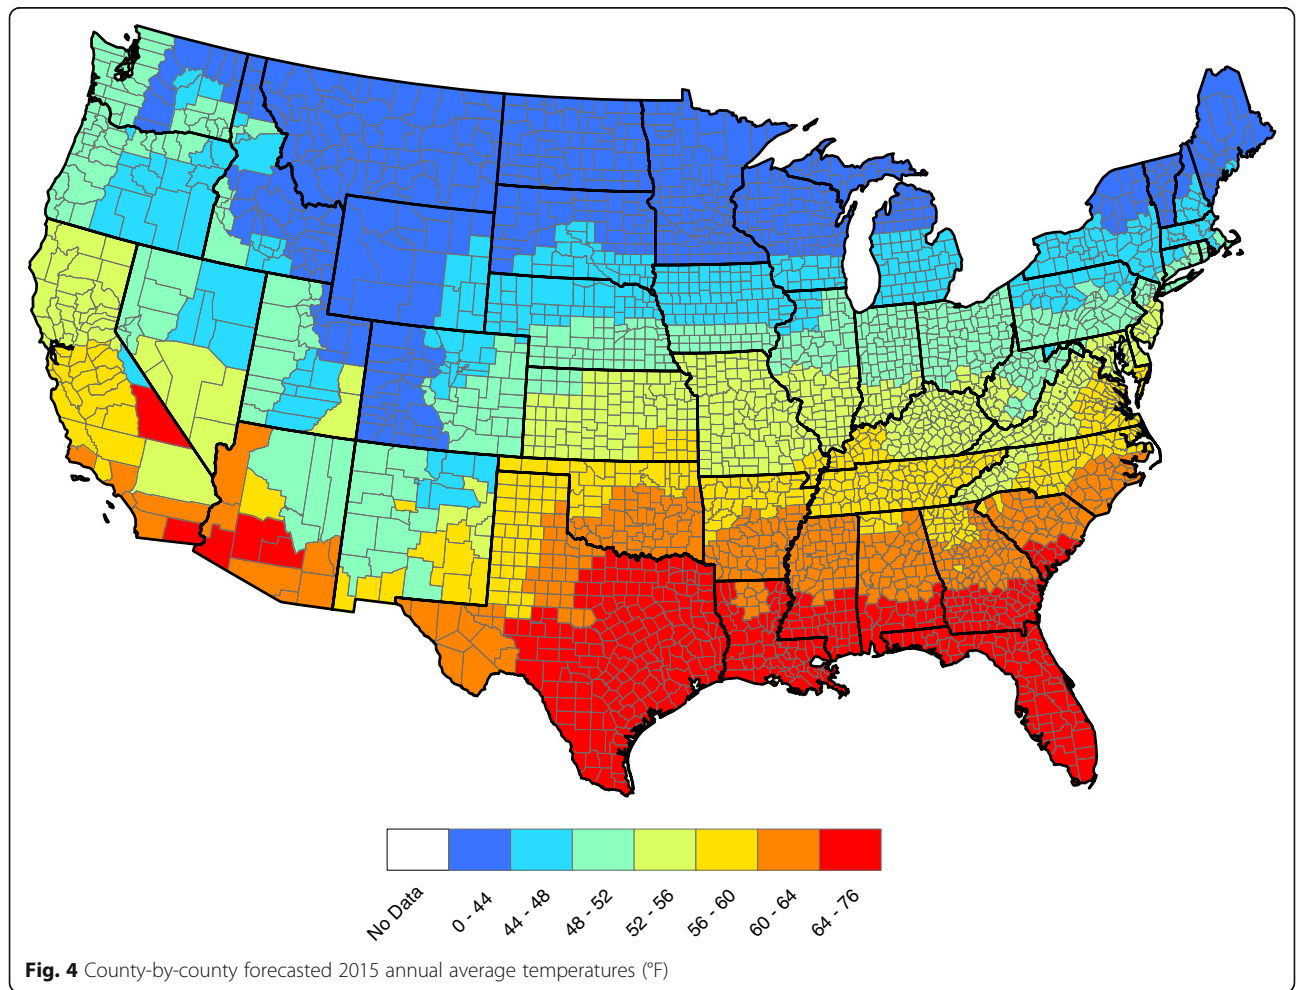 No Data
0 - 44
44 - 48
48 - 52
52 - 56
56 - 60
60 - 64
64 - 76
Fig. 4 County-by-county forecasted 2015 annual average temperatures (°F)